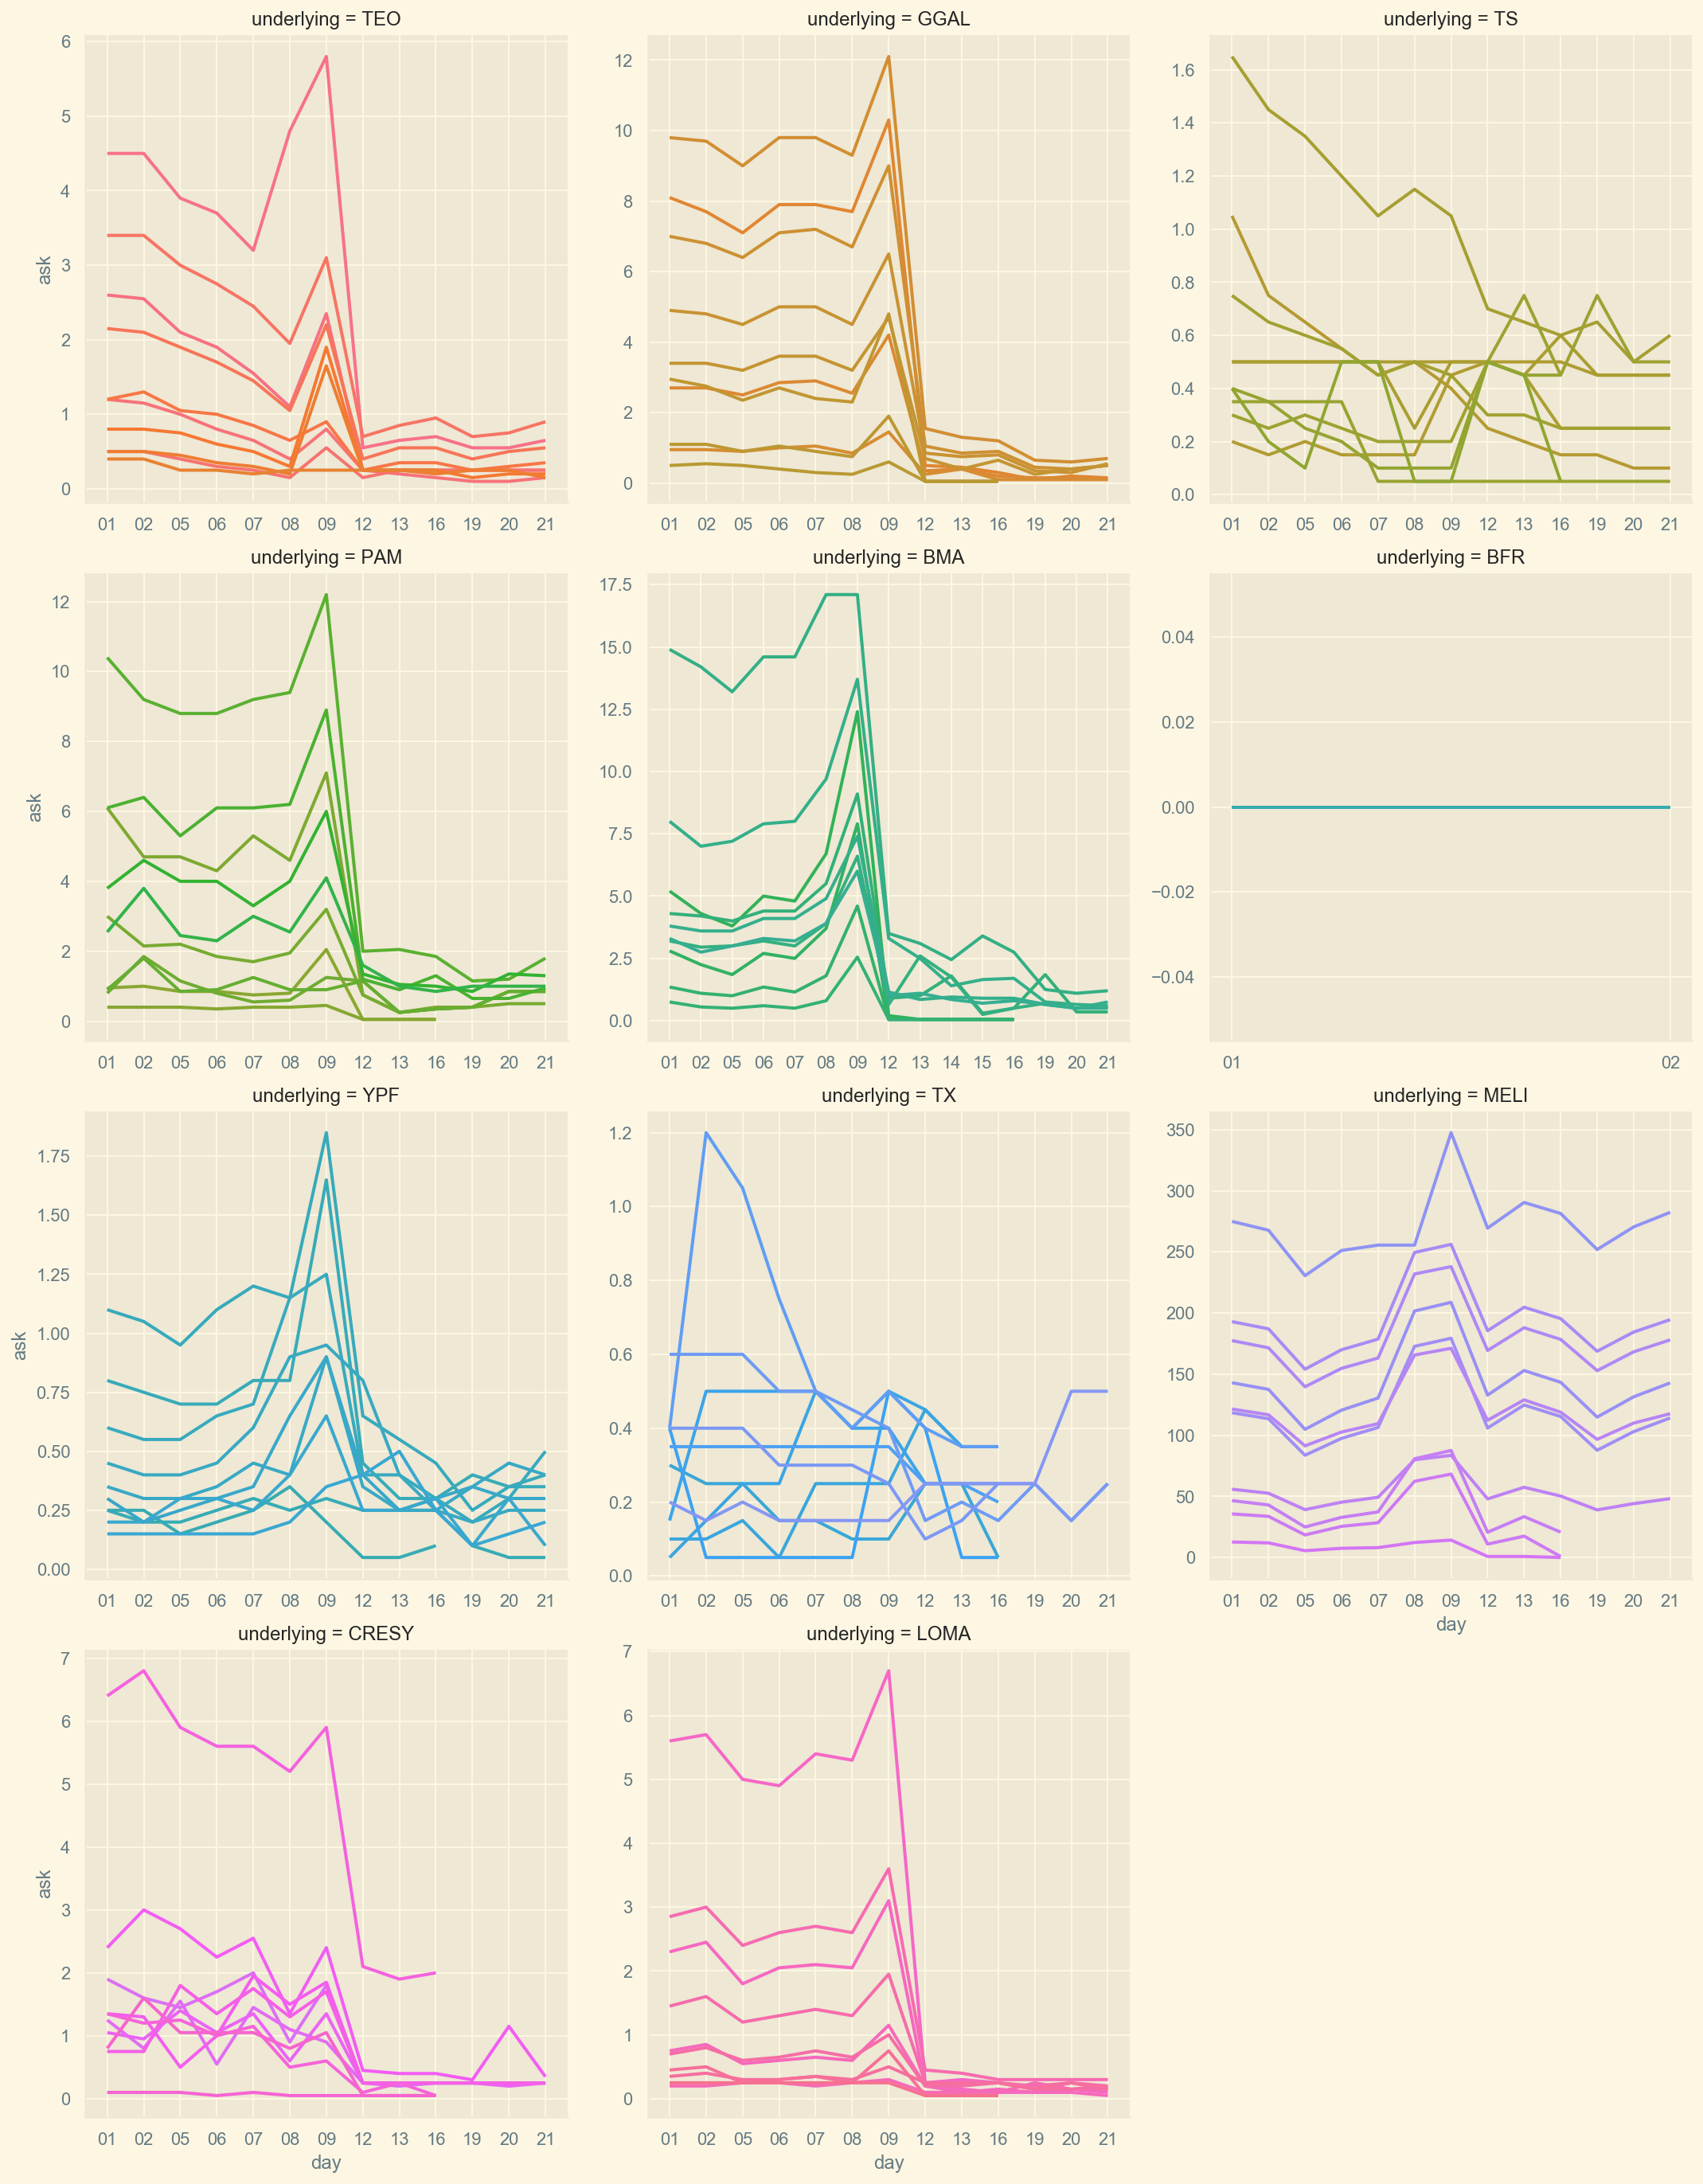 underlying = TEO
underlying = GGAL
underlying = TS
6
5
4
3
2
1
0
ask
01 02 05 06 07 08 09 12 13 16 19 20 21
12
10
8
6
4
2
0
01 02 05 06 07 08 09 12 13 16 19 20 21
1.6
1.4
1.2
1.0
0.8
0.6
0.4
0.2
0.0
01 02 05 06 07 08 09 12 13 16 19 20 21
underlying = PAM
underlying = BMA
underlying = BFR
12
10
8
6
4
2
0
ask
01 02 05 06 07 08 09 12 13 16 19 20 21
17.5
15.0
12.5
10.0
7.5
5.0
2.5
0.0
01 02 05 06 07 08 09 12 13 14 15 16 19 20 21
0.04
0.02
0.00
−0.02
−0.04
01 02
underlying = YPF
underlying = TX
underlying = MELI
1.75
1.50
1.25
1.00
0.75
0.50
0.25
0.00
ask
01 02 05 06 07 08 09 12 13 16 19 20 21
1.2
1.0
0.8
0.6
0.4
0.2
0.0
01 02 05 06 07 08 09 12 13 16 19 20 21
350
300
250
200
150
100
50
0
01 02 05 06 07 08 09 12 13 16 19 20 21
day
underlying = CRESY
underlying = LOMA
7
6
5
4
3
2
1
0
ask
01 02 05 06 07 08 09 12 13 16 19 20 21
day
7
6
5
4
3
2
1
0
01 02 05 06 07 08 09 12 13 16 19 20 21
day